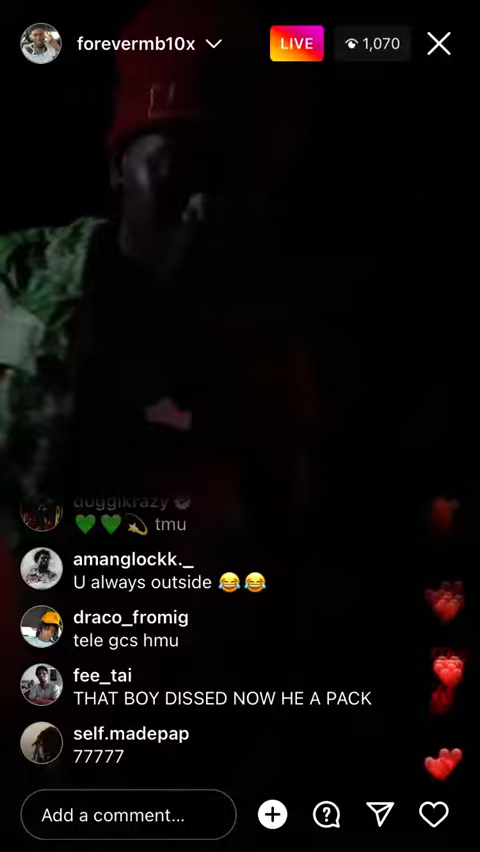 forevermb10x
LIVE
1,070
doggikrazy
💚💚💫 tmu
amanglockk._
U always outside 😂😂
draco_fromig
tele gcs hmu
fee_tai
THAT BOY DISSED NOW HE A PACK
self.madepap
77777
Add a comment...